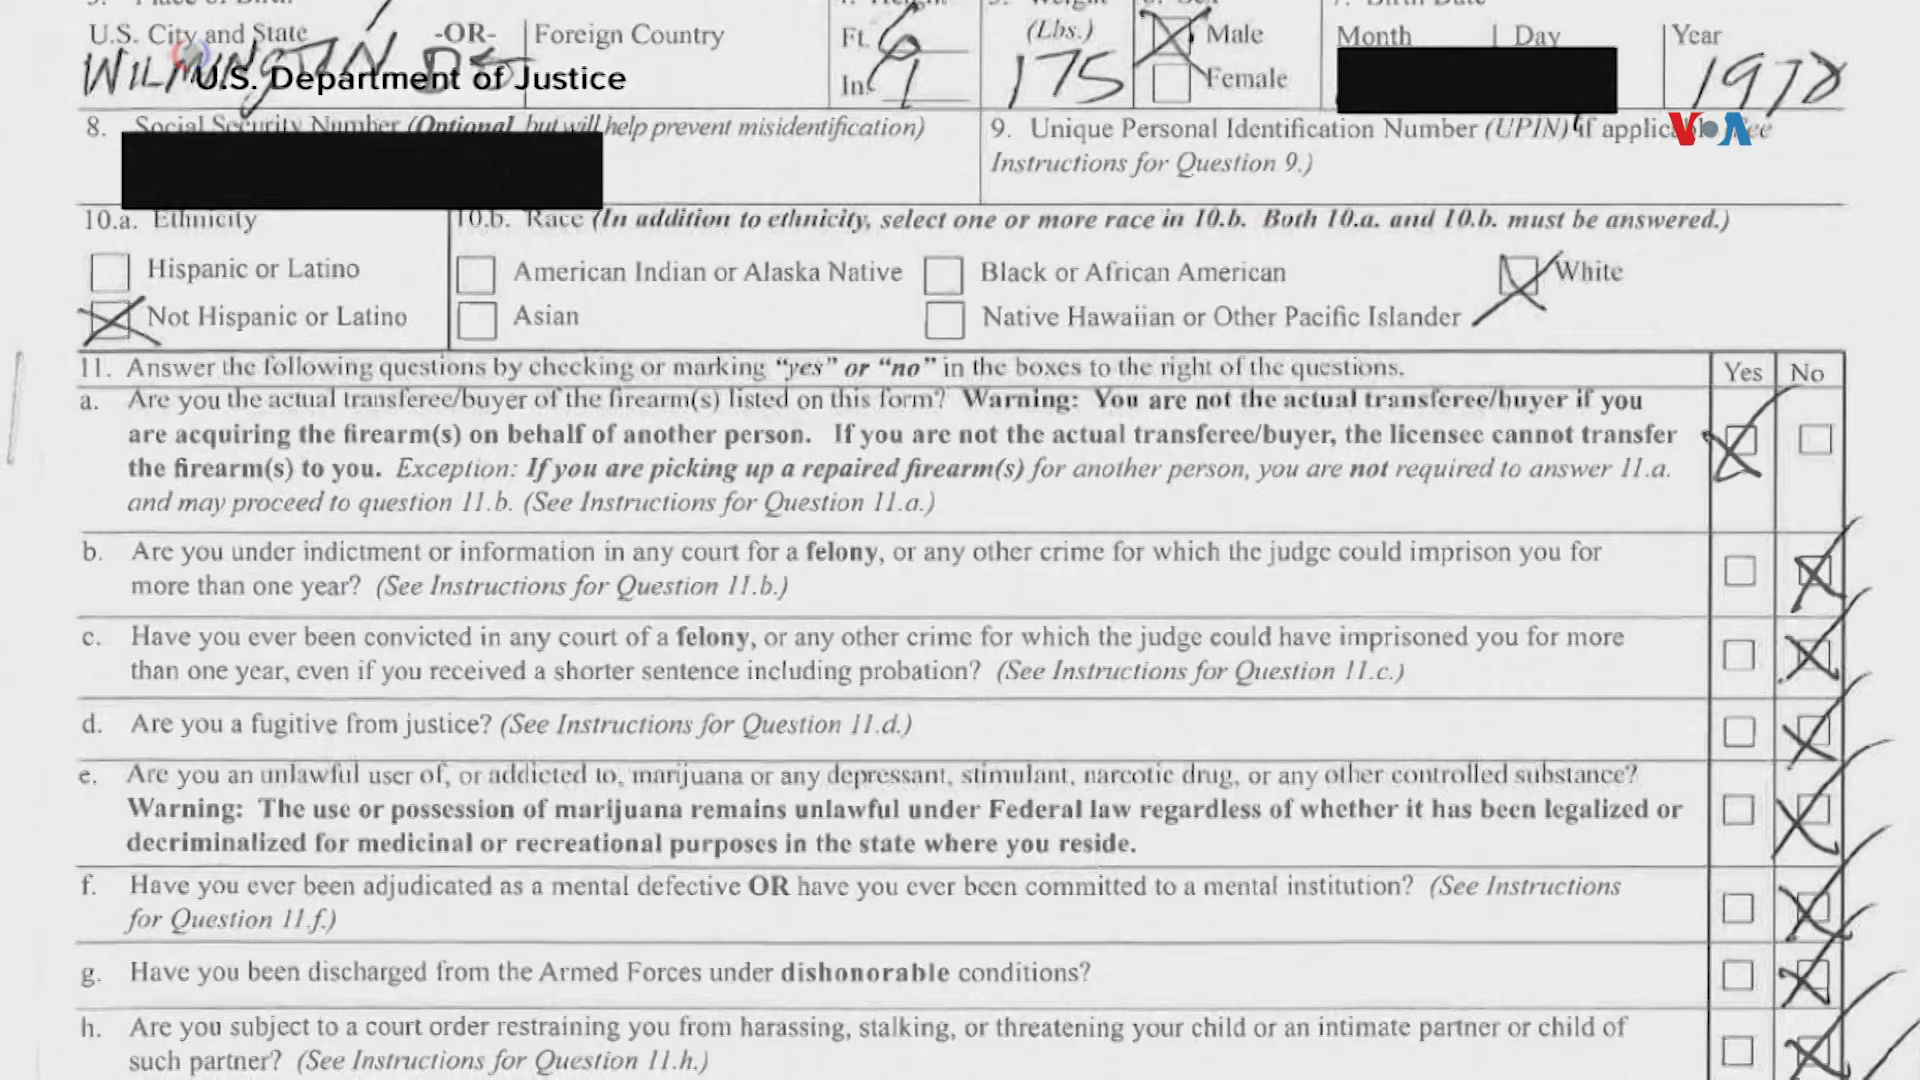 U.S. City and State -OR- Foreign Country Ft. 6 (Lbs.) Male Month Day Year
WILMINGTON DE In. 1 175 Female 1970
U.S. Department of Justice
8. Social Security Number (Optional, but will help prevent misidentification)
9. Unique Personal Identification Number (UPIN) if applicable See
Instructions for Question 9.)
VOA
10.a. Ethnicity
10.b. Race (In addition to ethnicity, select one or more race in 10.b. Both 10.a. and 10.b. must be answered.)
Hispanic or Latino American Indian or Alaska Native Black or African American White
Not Hispanic or Latino Asian Native Hawaiian or Other Pacific Islander
11. Answer the following questions by checking or marking “yes” or “no” in the boxes to the right of the questions. Yes No
a. Are you the actual transferee/buyer of the firearm(s) listed on this form? Warning: You are not the actual transferee/buyer if you
are acquiring the firearm(s) on behalf of another person. If you are not the actual transferee/buyer, the licensee cannot transfer
the firearm(s) to you. Exception: If you are picking up a repaired firearm(s) for another person, you are not required to answer 11.a.
and may proceed to question 11.b. (See Instructions for Question 11.a.)
b. Are you under indictment or information in any court for a felony, or any other crime for which the judge could imprison you for
more than one year? (See Instructions for Question 11.b.)
c. Have you ever been convicted in any court of a felony, or any other crime for which the judge could have imprisoned you for more
than one year, even if you received a shorter sentence including probation? (See Instructions for Question 11.c.)
d. Are you a fugitive from justice? (See Instructions for Question 11.d.)
e. Are you an unlawful user of, or addicted to, marijuana or any depressant, stimulant, narcotic drug, or any other controlled substance?
Warning: The use or possession of marijuana remains unlawful under Federal law regardless of whether it has been legalized or
decriminalized for medicinal or recreational purposes in the state where you reside.
f. Have you ever been adjudicated as a mental defective OR have you ever been committed to a mental institution? (See Instructions
for Question 11.f.)
g. Have you been discharged from the Armed Forces under dishonorable conditions?
h. Are you subject to a court order restraining you from harassing, stalking, or threatening your child or an intimate partner or child of
such partner? (See Instructions for Question 11.h.)